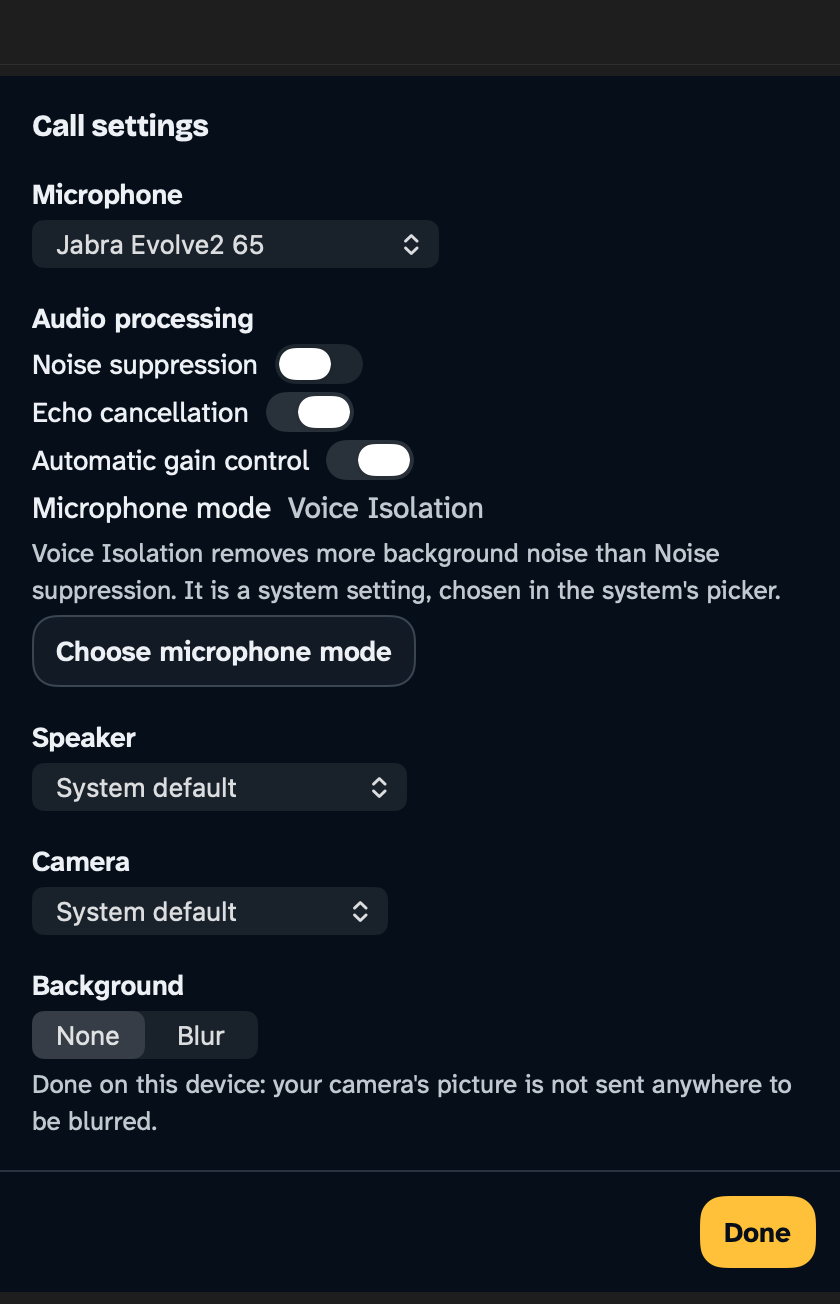 Call settings
Microphone
Jabra Evolve2 65
Audio processing
Noise suppression
Echo cancellation
Automatic gain control
Microphone mode Voice Isolation
Voice Isolation removes more background noise than Noise
suppression. It is a system setting, chosen in the system's picker.
Choose microphone mode
Speaker
System default
Camera
System default
Background
None Blur
Done on this device: your camera's picture is not sent anywhere to
be blurred.
Done